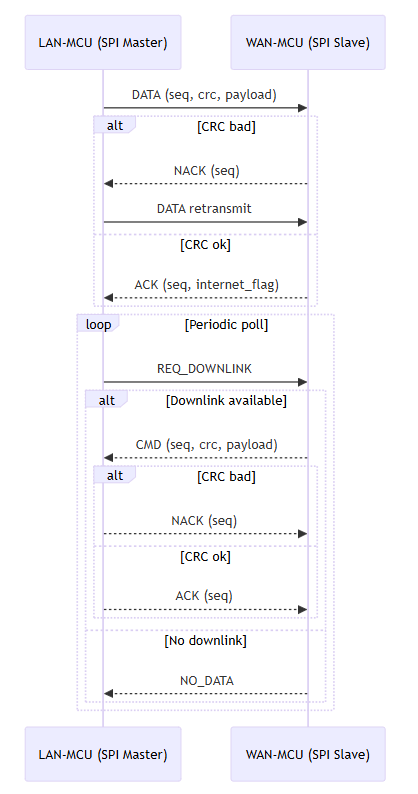 LAN-MCU (SPI Master) WAN-MCU (SPI Slave)
DATA (seq, crc, payload)
alt [CRC bad]
NACK (seq)
DATA retransmit
[CRC ok]
ACK (seq, internet_flag)
loop [Periodic poll]
REQ_DOWNLINK
alt [Downlink available]
CMD (seq, crc, payload)
alt [CRC bad]
NACK (seq)
[CRC ok]
ACK (seq)
[No downlink]
NO_DATA
LAN-MCU (SPI Master) WAN-MCU (SPI Slave)